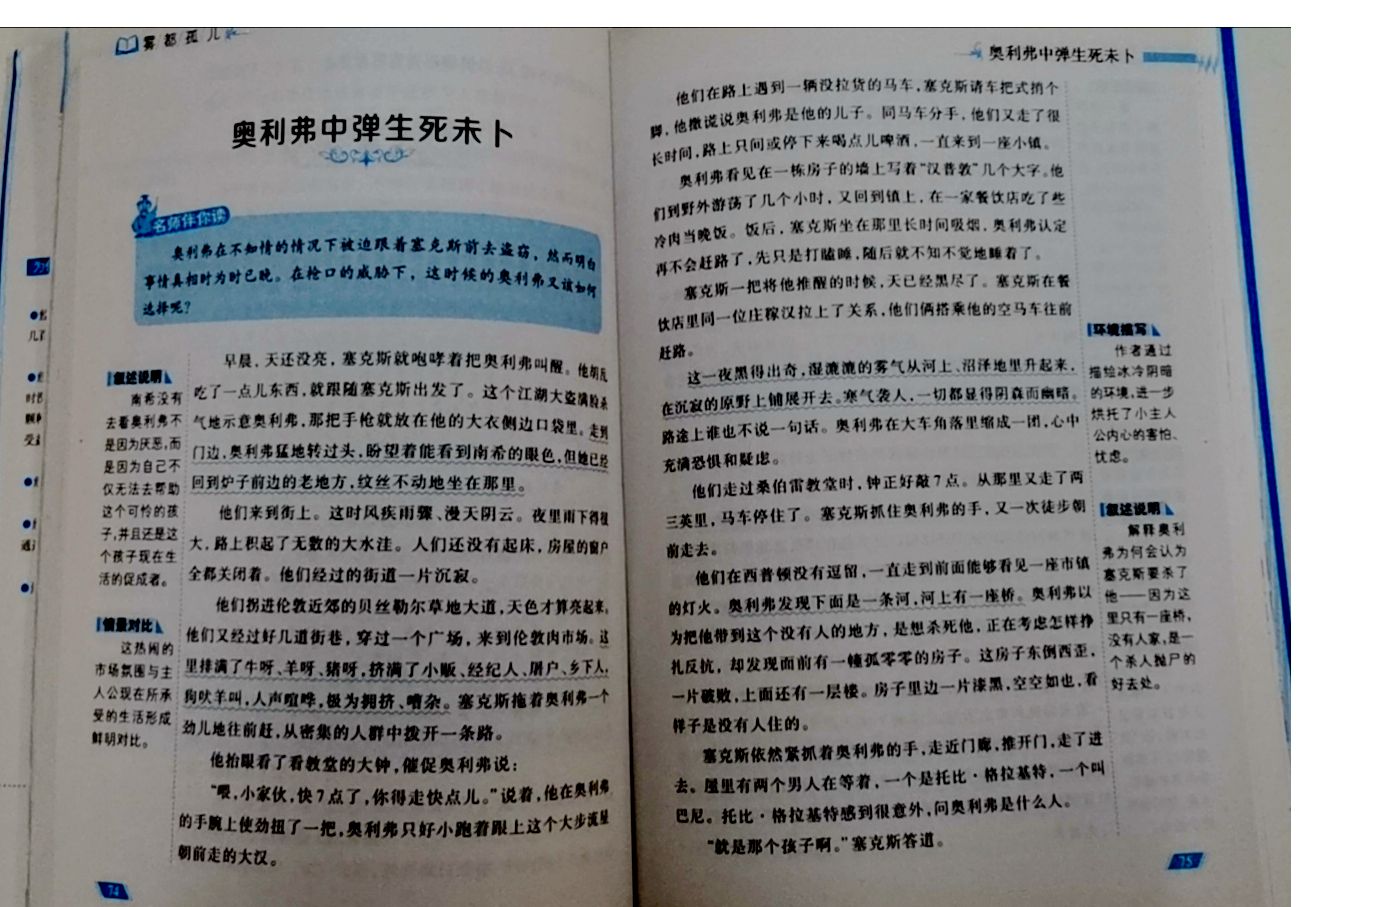 雾都孤儿
奥利弗中弹生死未卜
名师伴你读
奥利弗在不知情的情况下被迫跟着塞克斯前去盗窃，然而明白
事情真相时为时已晚。在枪口的威胁下，这时候的奥利弗又该如何
选择呢？
叙述说明
南希没有
去看奥利弗不
是因为厌恶，而
是因为自己不
仅无法去帮助
这个可怜的孩
子，并且还是这
个孩子现在生
活的促成者。
情景对比
这热闹的
市场氛围与主
人公现在所承
受的生活形成
鲜明对比。
早晨，天还没亮，塞克斯就咆哮着把奥利弗叫醒。他胡乱
吃了一点儿东西，就跟随塞克斯出发了。这个江湖大盗满脸杀
气地示意奥利弗，那把手枪就放在他的大衣侧边口袋里。走到
门边，奥利弗猛地转过头，盼望着能看到南希的眼色，但她已经
回到炉子前边的老地方，纹丝不动地坐在那里。
他们来到街上。这时风疾雨骤、漫天阴云。夜里雨下得很
大，路上积起了无数的大水洼。人们还没有起床，房屋的窗户
全都关闭着。他们经过的街道一片沉寂。
他们拐进伦敦近郊的贝丝勒尔草地大道，天色才算亮起来。
他们又经过好几道街巷，穿过一个广场，来到伦敦肉市场。这
里排满了牛呀、羊呀、猪呀，挤满了小贩、经纪人、屠户、乡下人，
狗吠羊叫，人声喧哗，极为拥挤、嘈杂。塞克斯拖着奥利弗一个
劲儿地往前赶，从密集的人群中拨开一条路。
他抬眼看了看教堂的大钟，催促奥利弗说：
“喂，小家伙，快7点了，你得走快点儿。”说着，他在奥利弗
的手腕上使劲扭了一把，奥利弗只好小跑着跟上这个大步流星
朝前走的大汉。
74
奥利弗中弹生死未卜
他们在路上遇到一辆没拉货的马车，塞克斯请车把式捎个
脚，他撒谎说奥利弗是他的儿子。同马车分手，他们又走了很
长时间，路上只间或停下来喝点儿啤酒，一直来到一座小镇。
奥利弗看见在一栋房子的墙上写着“汉普敦”几个大字。他
们到野外游荡了几个小时，又回到镇上，在一家餐饮店吃了些
冷肉当晚饭。饭后，塞克斯坐在那里长时间吸烟，奥利弗认定
再不会赶路了，先只是打瞌睡，随后就不知不觉地睡着了。
塞克斯一把将他推醒的时候，天已经黑尽了。塞克斯在餐
饮店里同一位庄稼汉拉上了关系，他们俩搭乘他的空马车往前
赶路。
这一夜黑得出奇，湿漉漉的雾气从河上、沼泽地里升起来，
在沉寂的原野上铺展开去。寒气袭人，一切都显得阴森而幽暗。
路途上谁也不说一句话。奥利弗在大车角落里缩成一团，心中
充满恐惧和疑虑。
他们走过桑伯雷教堂时，钟正好敲7点。从那里又走了两
三英里，马车停住了。塞克斯抓住奥利弗的手，又一次徒步朝
前走去。
他们在西普顿没有逗留，一直走到前面能够看见一座市镇
的灯火。奥利弗发现下面是一条河，河上有一座桥。奥利弗以
为把他带到这个没有人的地方，是想杀死他，正在考虑怎样挣
扎反抗，却发现面前有一幢孤零零的房子。这房子东倒西歪，
一片破败，上面还有一层楼。房子里边一片漆黑，空空如也，看
样子是没有人住的。
塞克斯依然紧抓着奥利弗的手，走近门廊，推开门，走了进
去。屋里有两个男人在等着，一个是托比·格拉基特，一个叫
巴尼。托比·格拉基特感到很意外，问奥利弗是什么人。
“就是那个孩子啊。”塞克斯答道。
环境描写
作者通过
描绘冰冷阴暗
的环境，进一步
烘托了小主人
公内心的害怕、
忧虑。
叙述说明
解释奥利
弗为何会认为
塞克斯要杀了
他——因为这
里只有一座桥，
没有人家，是一
个杀人抛尸的
好去处。
75